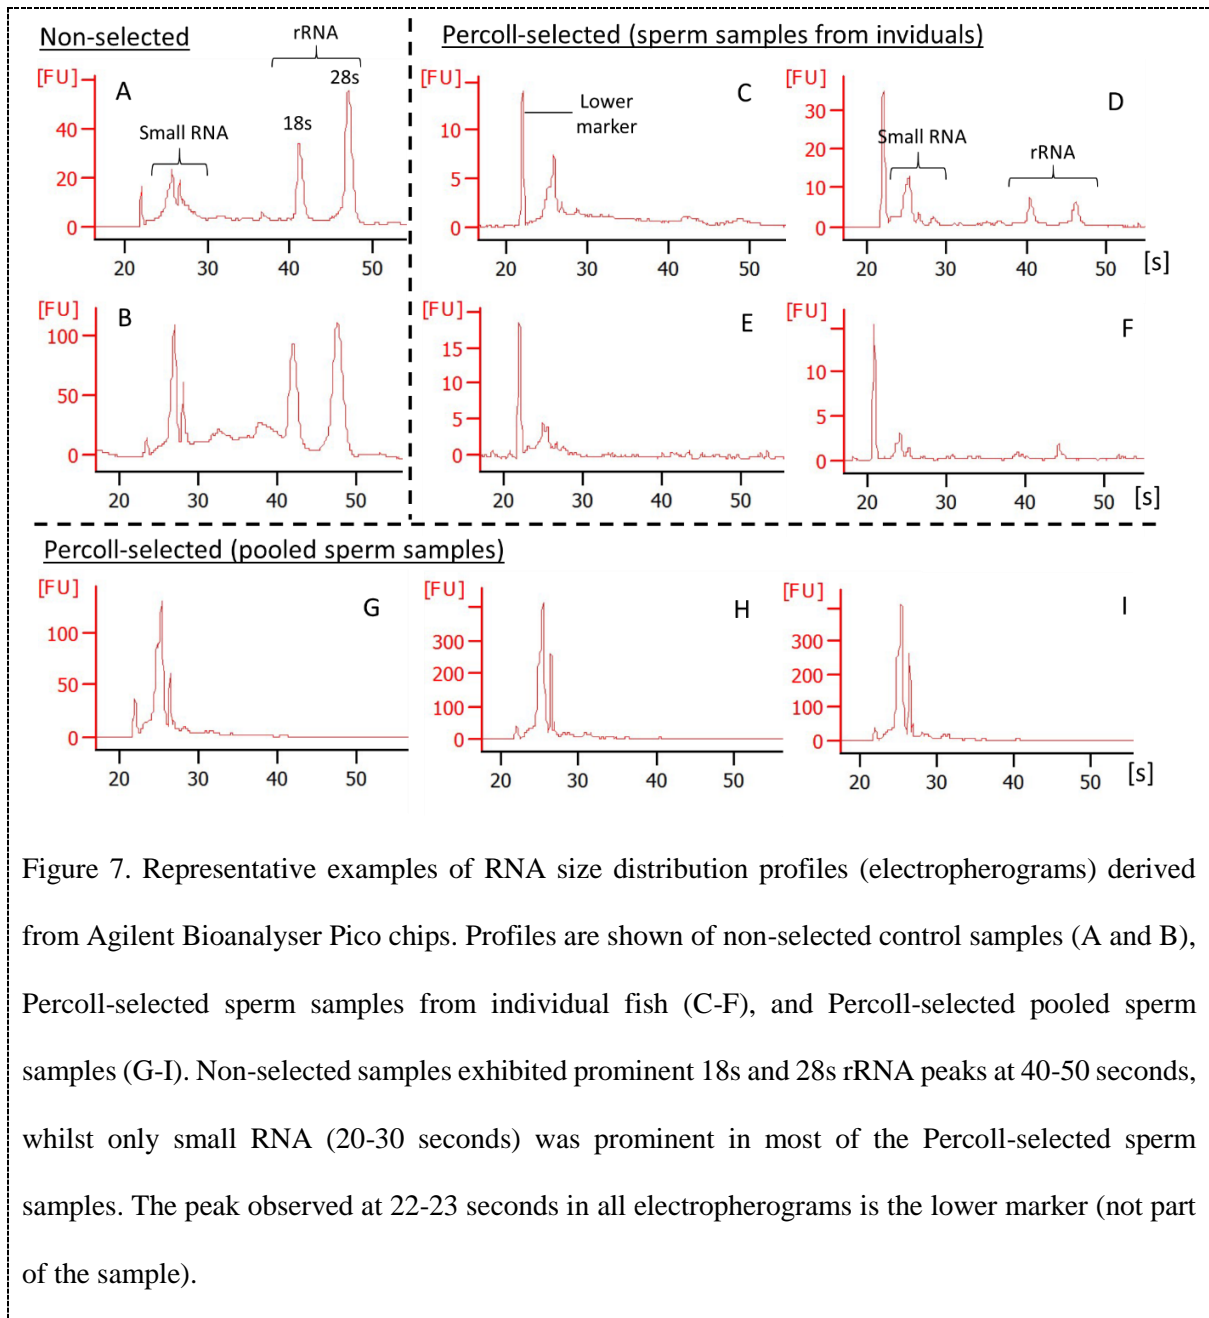 Non-selected
rRNA
Percoll-selected (sperm samples from inviduals)
[FU]
A
28s
18s
Small RNA
40
20
0
20 30 40 50
[FU]
C
Lower
marker
10
5
0
20 30 40 50
[FU]
D
Small RNA
rRNA
30
20
10
0
20 30 40 50 [s]
[FU]
B
100
50
0
20 30 40 50
[FU]
E
15
10
5
0
20 30 40 50
[FU]
F
10
5
0
20 30 40 50 [s]
Percoll-selected (pooled sperm samples)
[FU]
G
100
50
0
20 30 40 50
[FU]
H
300
200
100
0
20 30 40 50
[FU]
I
300
200
100
0
20 30 40 50 [s]
Figure 7. Representative examples of RNA size distribution profiles (electropherograms) derived
from Agilent Bioanalyser Pico chips. Profiles are shown of non-selected control samples (A and B),
Percoll-selected sperm samples from individual fish (C-F), and Percoll-selected pooled sperm
samples (G-I). Non-selected samples exhibited prominent 18s and 28s rRNA peaks at 40-50 seconds,
whilst only small RNA (20-30 seconds) was prominent in most of the Percoll-selected sperm
samples. The peak observed at 22-23 seconds in all electropherograms is the lower marker (not part
of the sample).